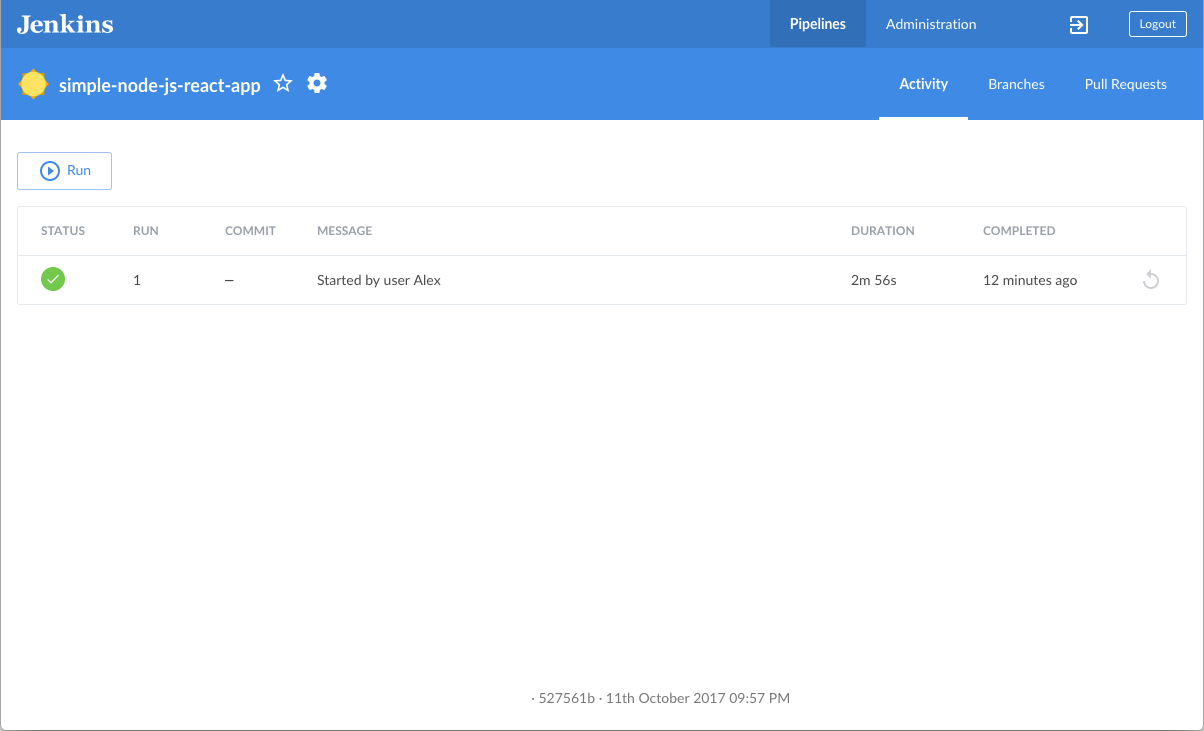 Jenkins Pipelines Administration Logout
simple-node-js-react-app Activity Branches Pull Requests
Run
STATUS RUN COMMIT MESSAGE DURATION COMPLETED
1 – Started by user Alex 2m 56s 12 minutes ago
· 527561b · 11th October 2017 09:57 PM